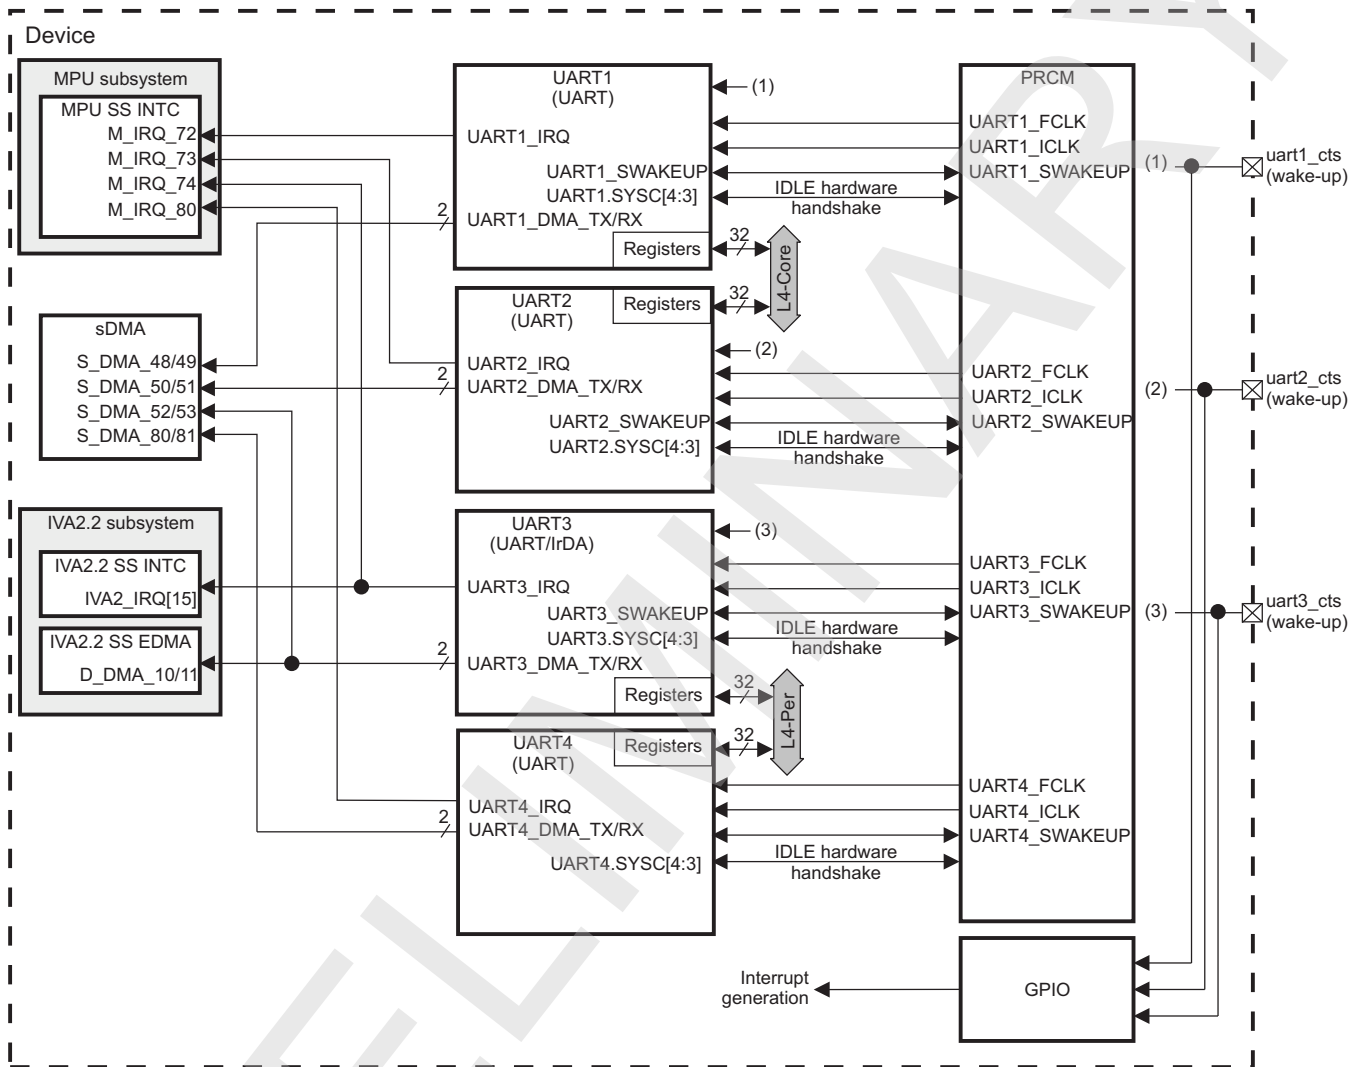 Device
MPU subsystem
MPU SS INTC
M_IRQ_72
M_IRQ_73
M_IRQ_74
M_IRQ_80
sDMA
S_DMA_48/49
S_DMA_50/51
S_DMA_52/53
S_DMA_80/81
IVA2.2 subsystem
IVA2.2 SS INTC
IVA2_IRQ[15]
IVA2.2 SS EDMA
D_DMA_10/11
UART1
(UART)
(1)
UART1_IRQ
UART1_SWAKEUP
UART1.SYSC[4:3]
IDLE hardware
handshake
2
UART1_DMA_TX/RX
Registers
32
L4-Core
UART2
(UART)
Registers
32
(2)
UART2_IRQ
2
UART2_DMA_TX/RX
UART2_SWAKEUP
UART2.SYSC[4:3]
IDLE hardware
handshake
UART3
(UART/IrDA)
(3)
UART3_IRQ
UART3_SWAKEUP
UART3.SYSC[4:3]
IDLE hardware
handshake
2
UART3_DMA_TX/RX
Registers
32
L4-Per
UART4
(UART)
Registers
32
UART4_IRQ
2
UART4_DMA_TX/RX
UART4.SYSC[4:3]
IDLE hardware
handshake
PRCM
UART1_FCLK
UART1_ICLK
UART1_SWAKEUP
UART2_FCLK
UART2_ICLK
UART2_SWAKEUP
UART3_FCLK
UART3_ICLK
UART3_SWAKEUP
UART4_FCLK
UART4_ICLK
UART4_SWAKEUP
(1)
uart1_cts
(wake-up)
(2)
uart2_cts
(wake-up)
(3)
uart3_cts
(wake-up)
GPIO
Interrupt
generation
ELIMINARY